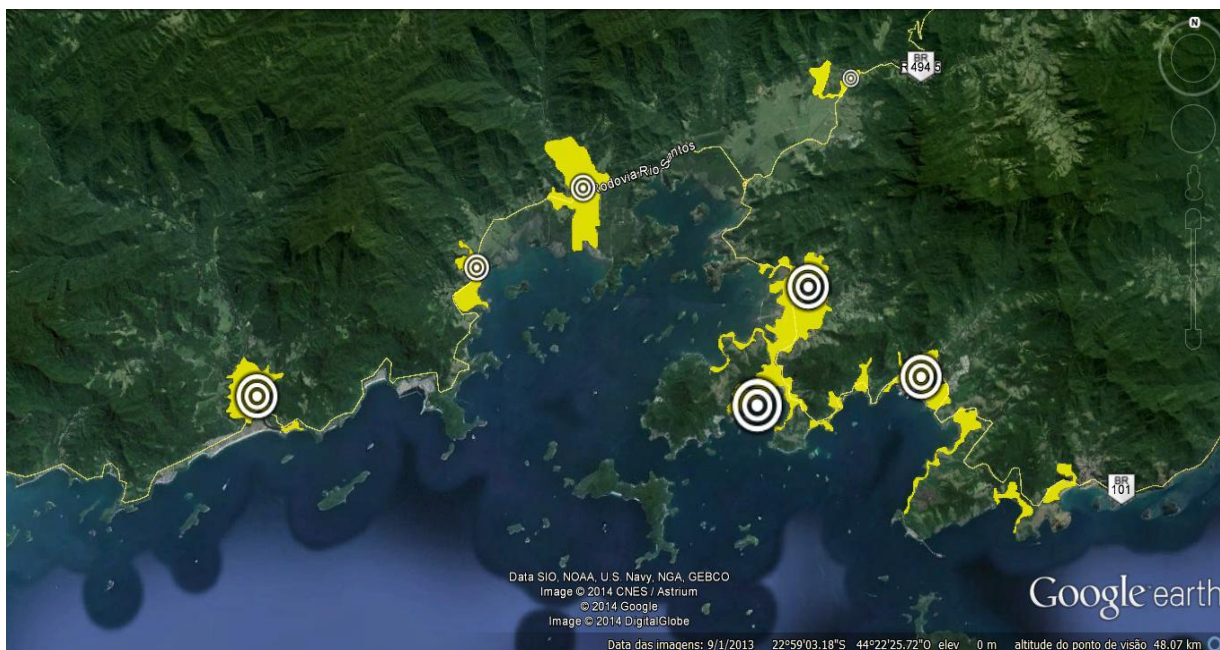 N
BR
494
Rodovia Rio Santos
BR
101
Data SIO, NOAA, U.S. Navy, NGA, GEBCO
Image © 2014 CNES / Astrium
© 2014 Google
Image © 2014 DigitalGlobe
Google earth
Data das imagens: 9/1/2013 22°59'03.18"S 44°22'25.72"O elev 0 m altitude do ponto de visão 48.07 km